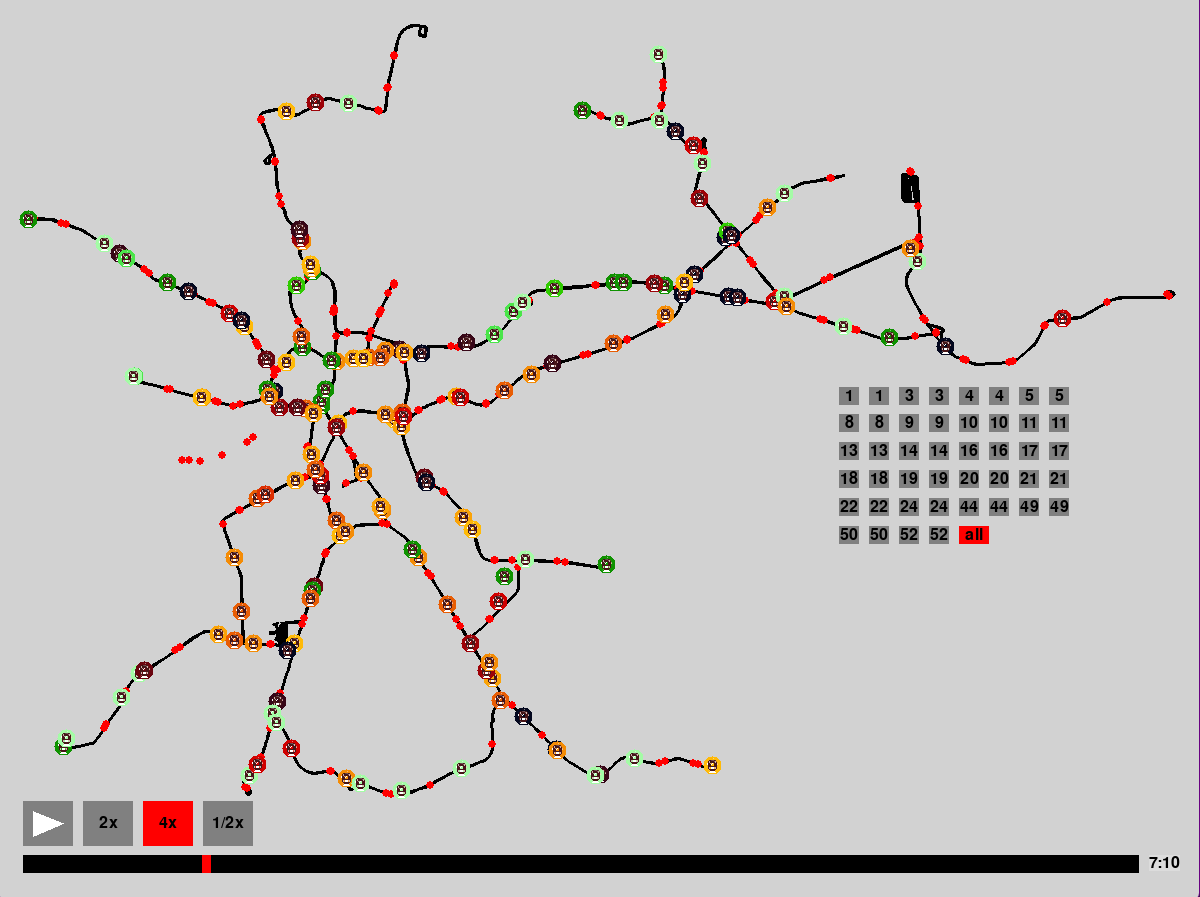 1 1 3 3 4 4 5 5
8 8 9 9 10 10 11 11
13 13 14 14 16 16 17 17
18 18 19 19 20 20 21 21
22 22 24 24 44 44 49 49
50 50 52 52 all
2x 4x 1/2x
7:10